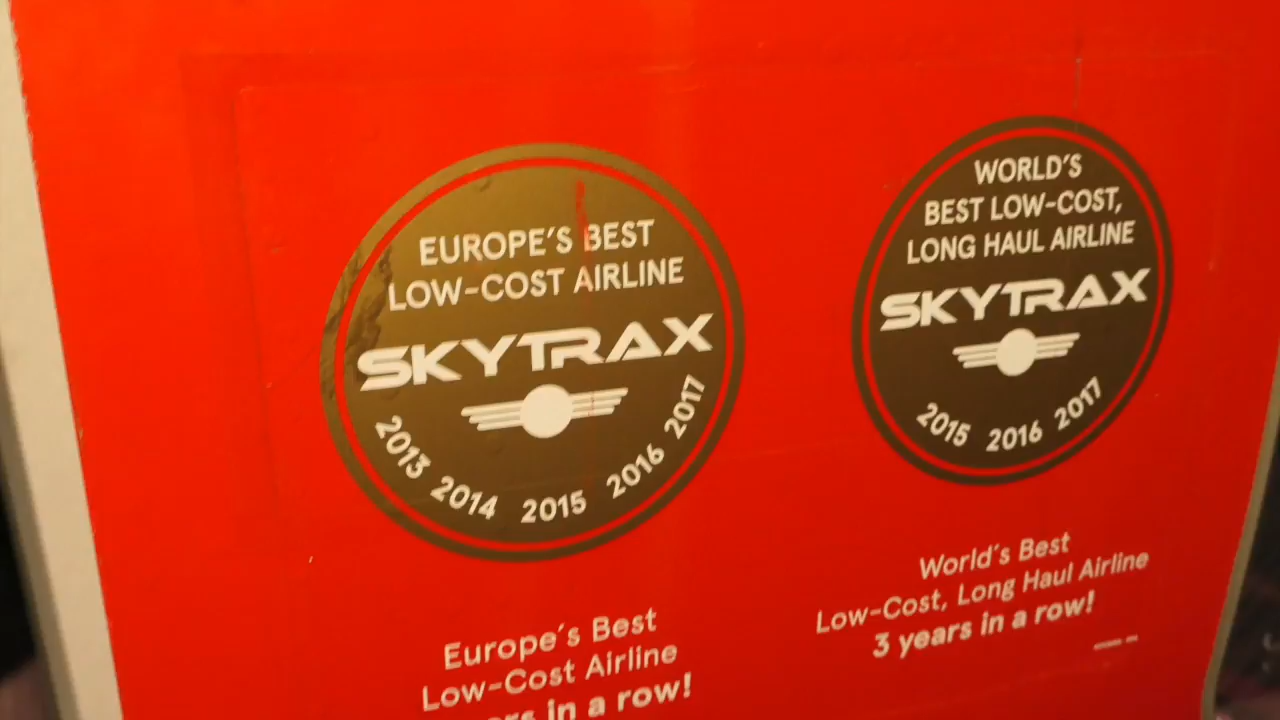 EUROPE'S BEST
LOW-COST AIRLINE
SKYTRAX
2013 2014 2015 2016 2017
Europe's Best
Low-Cost Airline
in a row!
WORLD'S
BEST LOW-COST,
LONG HAUL AIRLINE
SKYTRAX
2015 2016 2017
World's Best
Low-Cost, Long Haul Airline
3 years in a row!